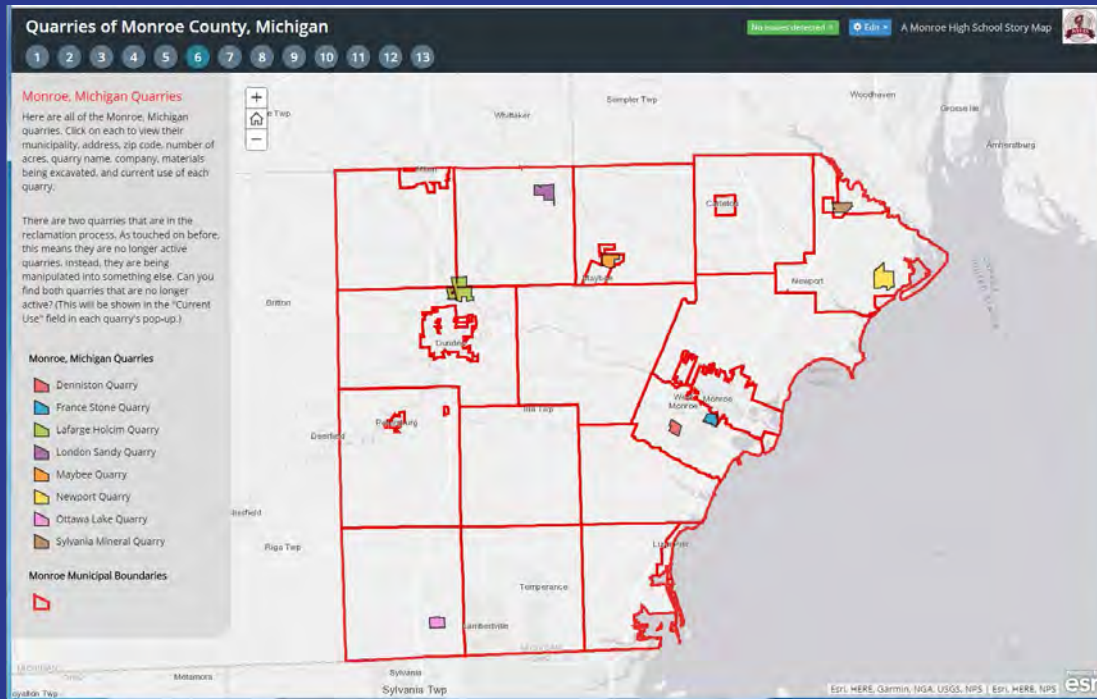 Quarries of Monroe County, Michigan
No issues detected
Edit
A Monroe High School Story Map
1 2 3 4 5 6 7 8 9 10 11 12 13
Monroe, Michigan Quarries
Here are all of the Monroe, Michigan
quarries. Click on each to view their
municipality, address, zip code, number of
acres, quarry name, company, materials
being excavated, and current use of each
quarry.
There are two quarries that are in the
reclamation process. As touched on before,
this means they are no longer active
quarries, instead, they are being
manipulated into something else. Can you
find both quarries that are no longer
active? (This will be shown in the "Current
Use" field in each quarry's pop-up.)
Monroe, Michigan Quarries
Denniston Quarry
France Stone Quarry
Lafarge Holcim Quarry
London Sandy Quarry
Maybee Quarry
Newport Quarry
Ottawa Lake Quarry
Sylvania Mineral Quarry
Monroe Municipal Boundaries
+
−
Whittaker
Woodhaven
Grosse Ile
Amherstburg
Carleton
Newport
Maybee
Britton
Dundee
West
Monroe
Monroe
Ida Twp
Petersburg
Deerfield
Riga Twp
Temperance
Lambertville
MICHIGAN
Metamora
Sylvania
Sylvania Twp
Esri, HERE, Garmin, NGA, USGS, NPS | Esri, HERE, NPS
esri